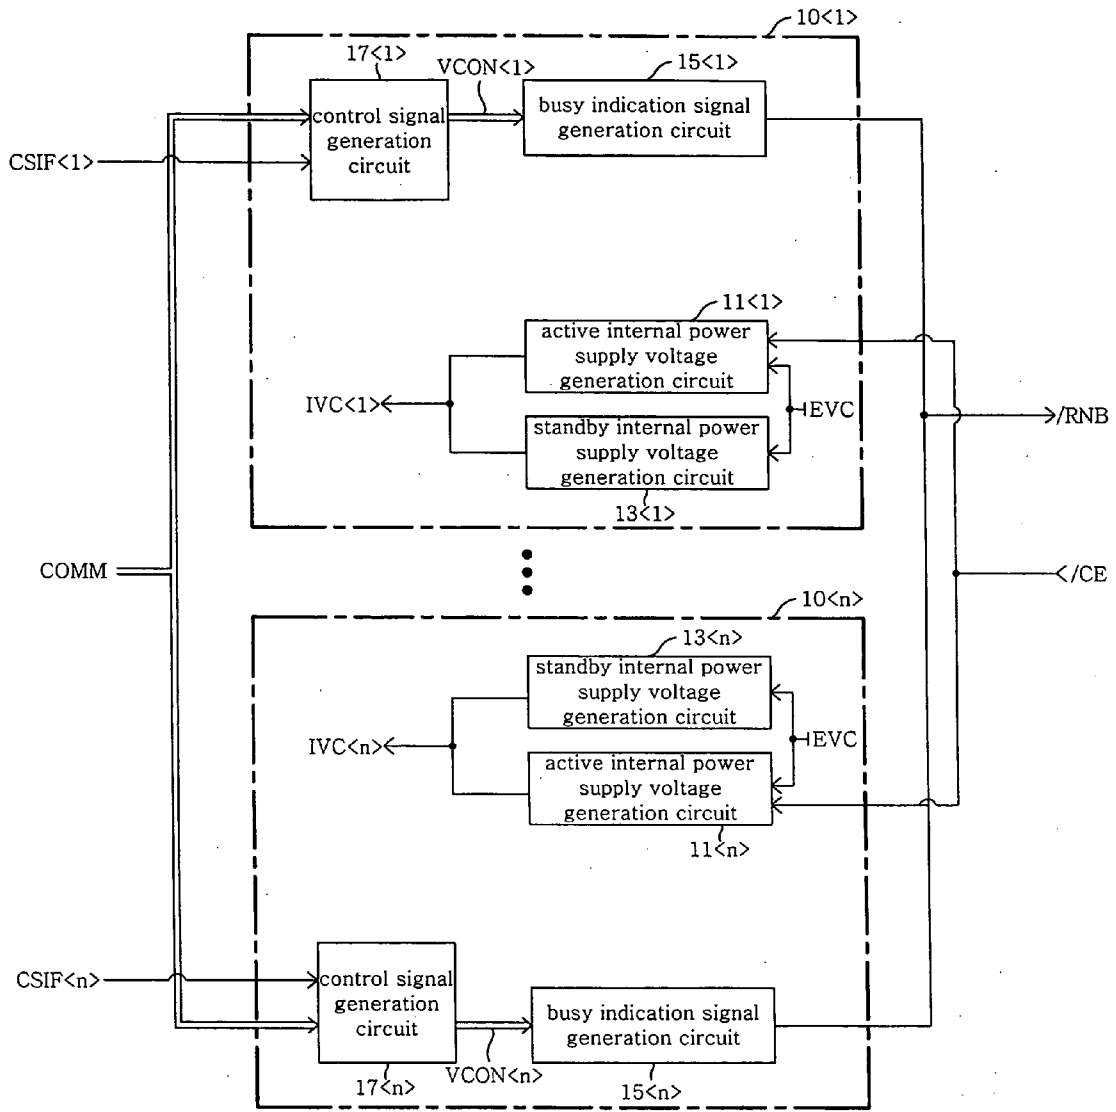 10<1>
17<1>
VCON<1>
15<1>
control signal
generation
circuit
busy indication signal
generation circuit
CSIF<1>
11<1>
active internal power
supply voltage
generation circuit
IVC<1>
EVC
/RNB
standby internal power
supply voltage
generation circuit
13<1>
COMM
/CE
10<n>
13<n>
standby internal power
supply voltage
generation circuit
IVC<n>
EVC
active internal power
supply voltage
generation circuit
11<n>
CSIF<n>
control signal
generation
circuit
busy indication signal
generation circuit
VCON<n>
17<n>
15<n>